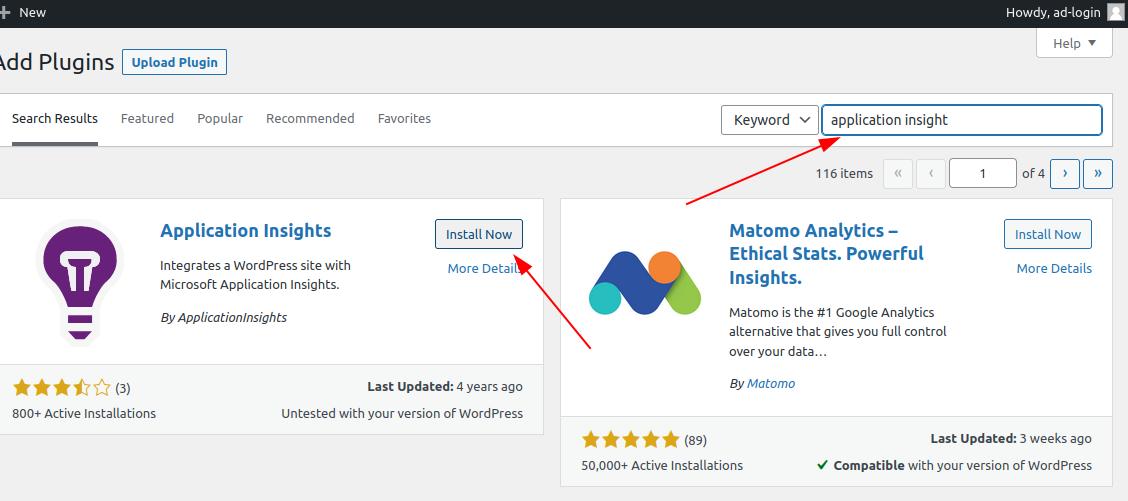 New
Howdy, ad-login
Help
Add Plugins
Upload Plugin
Search Results
Featured
Popular
Recommended
Favorites
Keyword
application insight
116 items
«
‹
1
of 4
›
»
Application Insights
Install Now
More Details
Integrates a WordPress site with
Microsoft Application Insights.
By ApplicationInsights
(3)
Last Updated: 4 years ago
800+ Active Installations
Untested with your version of WordPress
Matomo Analytics –
Ethical Stats. Powerful
Insights.
Install Now
More Details
Matomo is the #1 Google Analytics
alternative that gives you full control
over your data…
By Matomo
(89)
Last Updated: 3 weeks ago
50,000+ Active Installations
Compatible with your version of WordPress